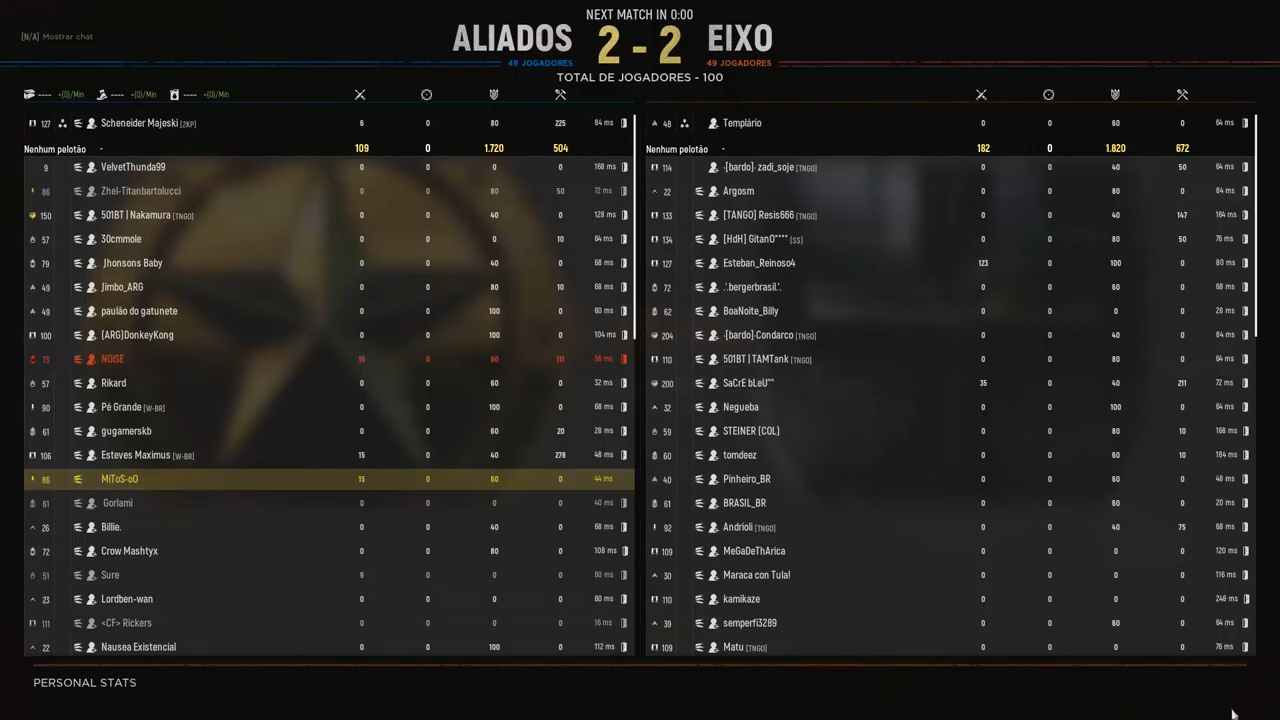 NEXT MATCH IN 0:00
[N/A] Mostrar chat
ALIADOS 2 - 2 EIXO
49 JOGADORES 49 JOGADORES
TOTAL DE JOGADORES - 100
---- +(0)/Min ---- +(0)/Min ---- +(0)/Min
127 Scheneider Majeski [2KP] 6 0 80 225 84 ms
Nenhum pelotão - 109 0 1.720 504
9 VelvetThunda99 0 0 0 0 168 ms
86 Zhel-Titanbartolucci 0 0 80 50 72 ms
150 501BT | Nakamura [TNGO] 0 0 40 0 128 ms
57 30cmmole 0 0 0 10 64 ms
79 Jhonsons Baby 0 0 40 0 68 ms
49 Jimbo_ARG 0 0 80 10 68 ms
49 paulão do gatunete 0 0 100 0 60 ms
100 (ARG)DonkeyKong 0 0 100 0 104 ms
73 NOISE 15 0 60 111 56 ms
57 Rikard 0 0 60 0 32 ms
90 Pé Grande [W-BR] 0 0 100 0 68 ms
61 gugamerskb 0 0 60 20 28 ms
106 Esteves Maximus [W-BR] 15 0 40 278 48 ms
86 MiToS-oO 15 0 60 0 44 ms
61 Gorlami 0 0 0 0 40 ms
26 Billie. 0 0 40 0 68 ms
72 Crow Mashtyx 0 0 80 0 108 ms
51 Sure 9 0 0 0 60 ms
23 Lordben-wan 0 0 0 0 60 ms
111 <CF> Rickers 0 0 0 0 16 ms
22 Nausea Existencial 0 0 100 0 112 ms
48 Templário 0 0 60 0 64 ms
Nenhum pelotão - 182 0 1.820 672
114 -[bardo]- zadi_soje [TNGO] 0 0 40 50 64 ms
22 Argosm 0 0 80 0 84 ms
133 [TANGO] Resis666 [TNGO] 0 0 40 147 164 ms
134 [HdH] GitanO**** [SS] 0 0 80 50 76 ms
127 Esteban_Reinoso4 123 0 100 0 80 ms
72 .'.bergerbrasil.'. 0 0 60 0 68 ms
62 BoaNoite_Billy 0 0 40 0 28 ms
204 -[bardo]-Condarco [TNGO] 0 0 40 0 84 ms
110 501BT | TAMTank [TNGO] 0 0 80 0 64 ms
200 SaCrE bLeU^^ 35 0 40 211 72 ms
32 Negueba 0 0 100 0 64 ms
59 STEINER (COL) 0 0 80 10 168 ms
60 tomdeez 0 0 60 10 184 ms
40 Pinheiro_BR 0 0 60 0 48 ms
61 BRASIL_BR 0 0 60 0 20 ms
92 Andrioli [TNGO] 0 0 40 75 68 ms
109 MeGaDeThArica 0 0 0 0 120 ms
30 Maraca con Tula! 0 0 0 0 116 ms
110 kamikaze 0 0 0 0 248 ms
39 semperfi3289 0 0 60 0 64 ms
109 Matu [TNGO] 0 0 0 0 76 ms
PERSONAL STATS